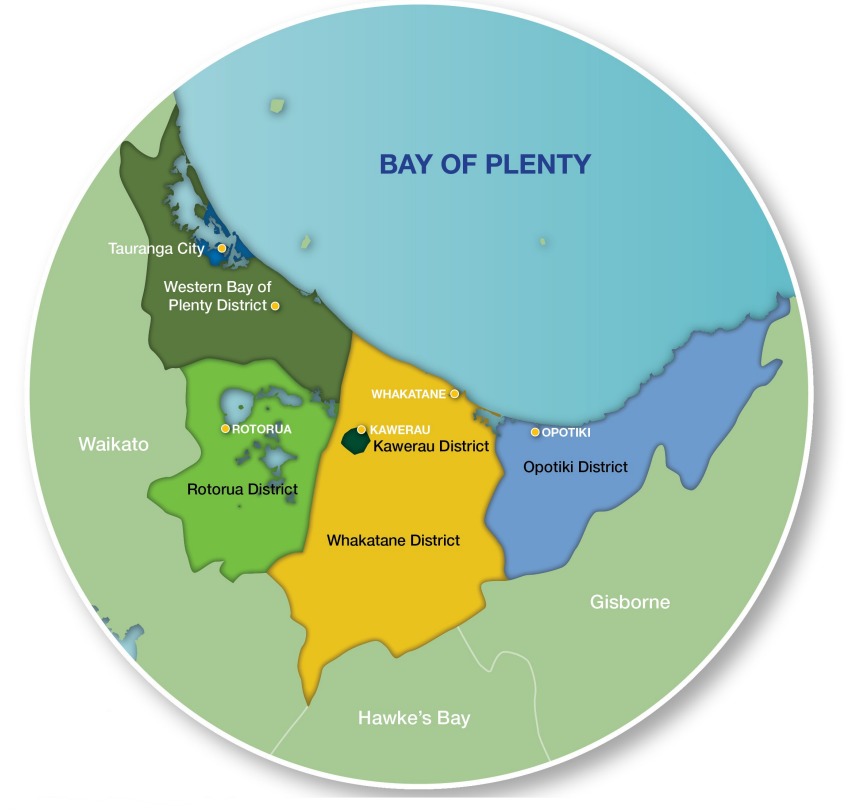 BAY OF PLENTY
Tauranga City
Western Bay of
Plenty District
WHAKATANE
ROTORUA
KAWERAU
OPOTIKI
Waikato
Kawerau District
Opotiki District
Rotorua District
Whakatane District
Gisborne
Hawke's Bay